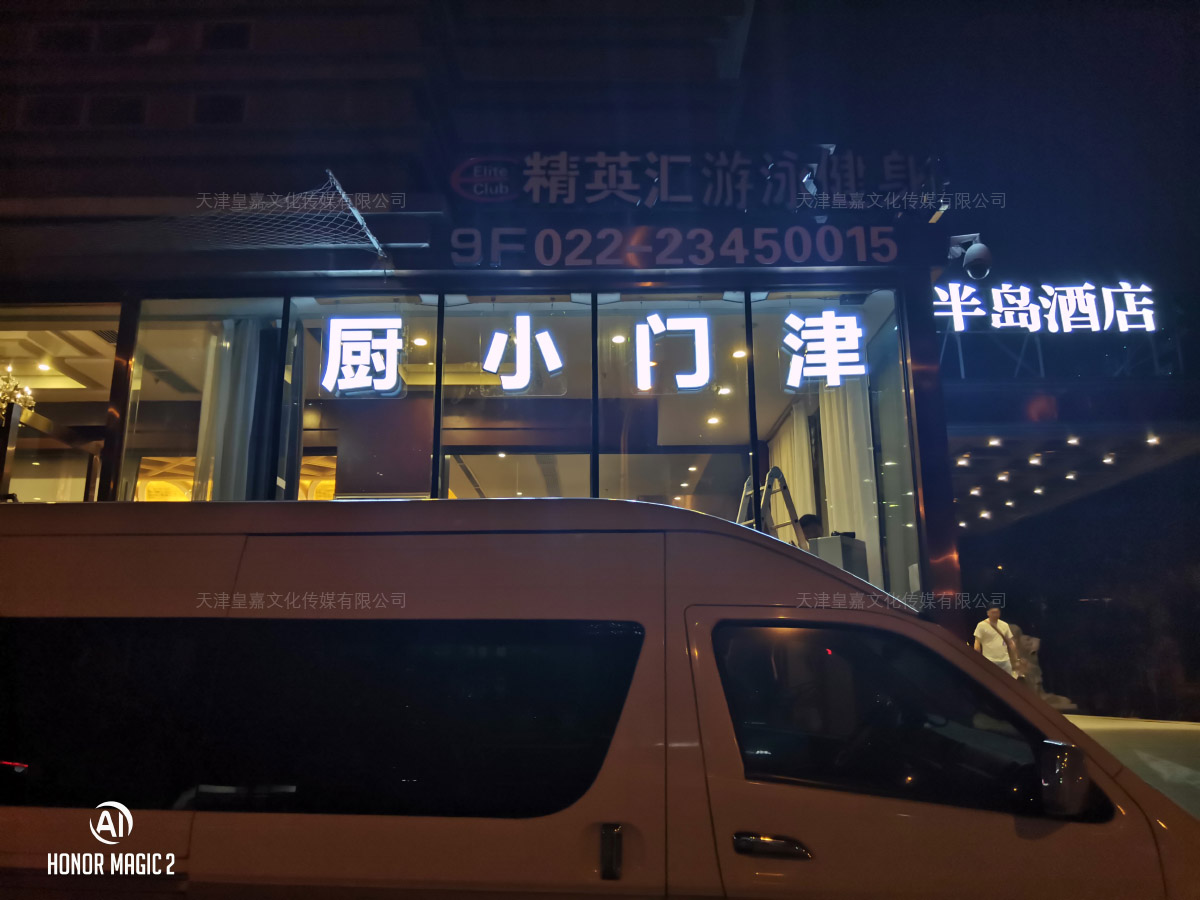 Elite
Club
精英汇游泳健身
天津皇嘉文化传媒有限公司
天津皇嘉文化传媒有限公司
9F 022-23450015
半岛酒店
厨小门津
天津皇嘉文化传媒有限公司
天津皇嘉文化传媒有限公司
AI
HONOR MAGIC 2